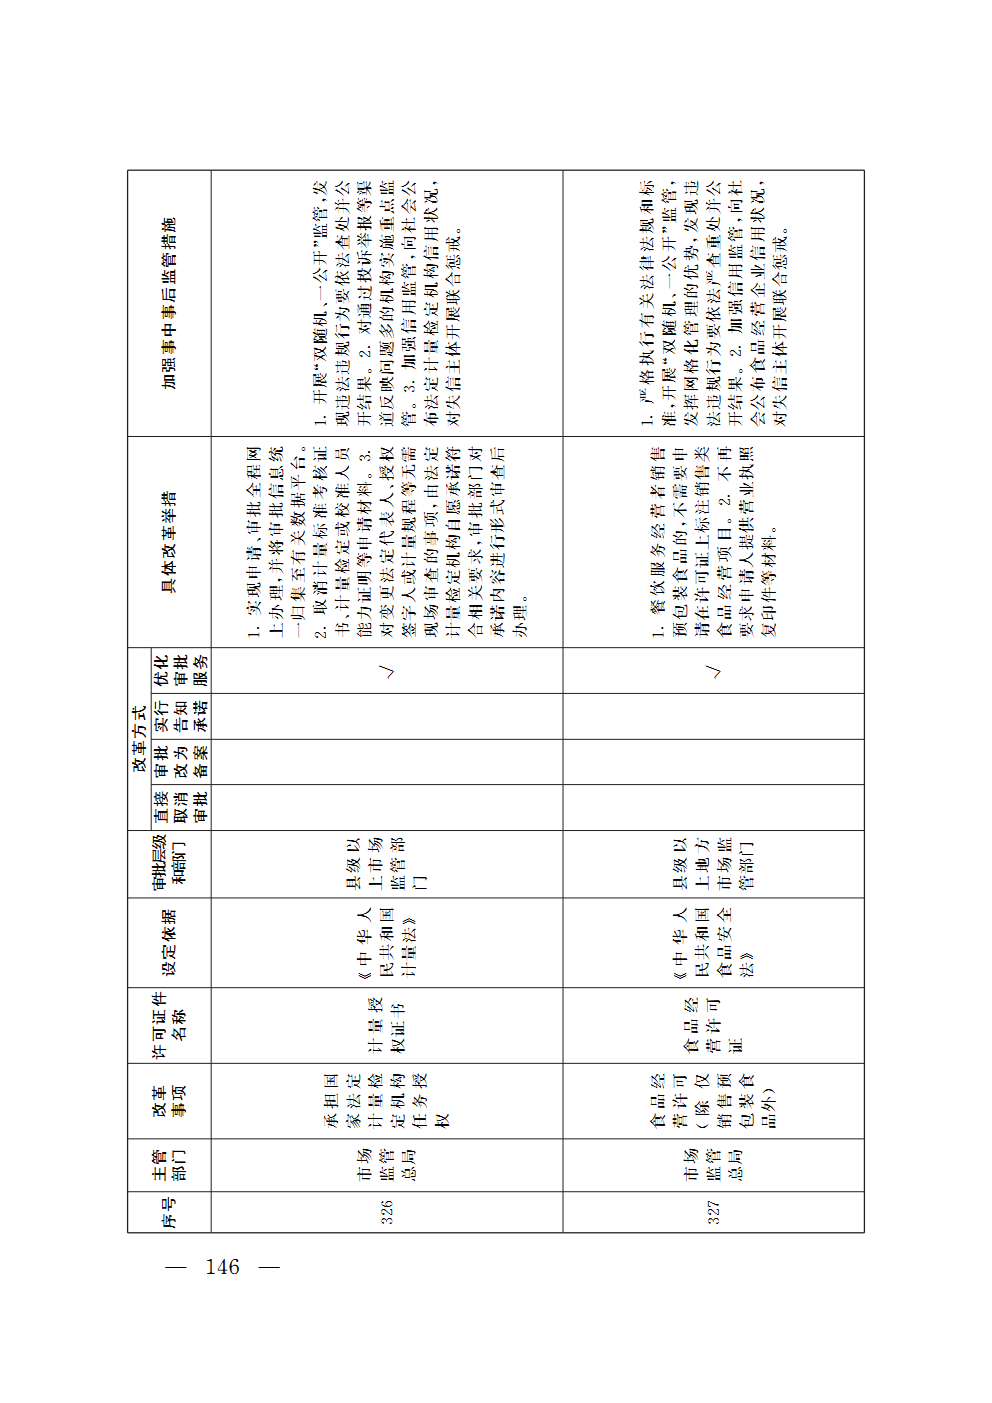 序号
主管
部门
改革
事项
许可证件
名称
设定依据
审批层级
和部门
改革方式
直接
取消
审批
审批
改为
备案
实行
告知
承诺
优化
审批
服务
具体改革举措
加强事中事后监管措施
326
市场
监管
总局
承担国
家法定
计量检
定机构
任务授
权
计量授
权证书
《中华人
民共和国
计量法》
县级以
上市场
监管部
门
√
1. 实现申请、审批全程网
上办理,并将审批信息统
一归集至有关数据平台。
2. 取消计量标准考核证
书、计量检定或校准人员
能力证明等申请材料。3.
对变更法定代表人、授权
签字人或计量规程等无需
现场审查的事项,由法定
计量检定机构自愿承诺符
合相关要求,审批部门对
承诺内容进行形式审查后
办理。
1. 开展“双随机、一公开”监管,发
现违法违规行为要依法查处并公
开结果。2. 对通过投诉举报等渠
道反映问题多的机构实施重点监
管。3. 加强信用监管,向社会公
布法定计量检定机构信用状况,
对失信主体开展联合惩戒。
327
市场
监管
总局
食品经
营许可
(除仅
销售预
包装食
品外)
食品经
营许可
证
《中华人
民共和国
食品安全
法》
县级以
上地方
市场监
管部门
√
1. 餐饮服务经营者销售
预包装食品的,不需要申
请在许可证上标注销售类
食品经营项目。2. 不再
要求申请人提供营业执照
复印件等材料。
1. 严格执行有关法律法规和标
准,开展“双随机、一公开”监管,
发挥网格化管理的优势,发现违
法违规行为要依法严查重处并公
开结果。2. 加强信用监管,向社
会公布食品经营企业信用状况,
对失信主体开展联合惩戒。
— 146 —